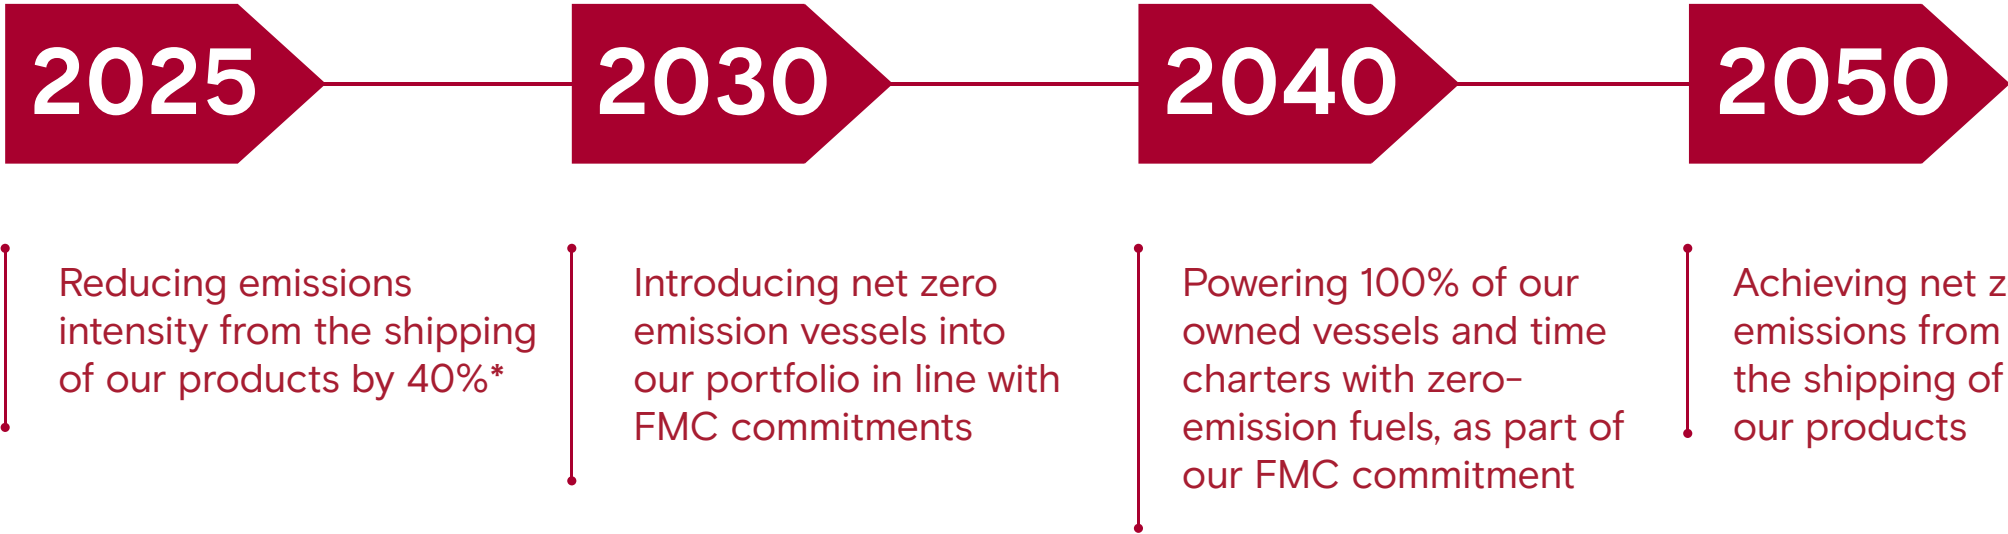 2025
2030
2040
2050
Reducing emissions
intensity from the shipping
of our products by 40%*
Introducing net zero
emission vessels into
our portfolio in line with
FMC commitments
Powering 100% of our
owned vessels and time
charters with zero-
emission fuels, as part of
our FMC commitment
Achieving net z
emissions from
the shipping of
our products